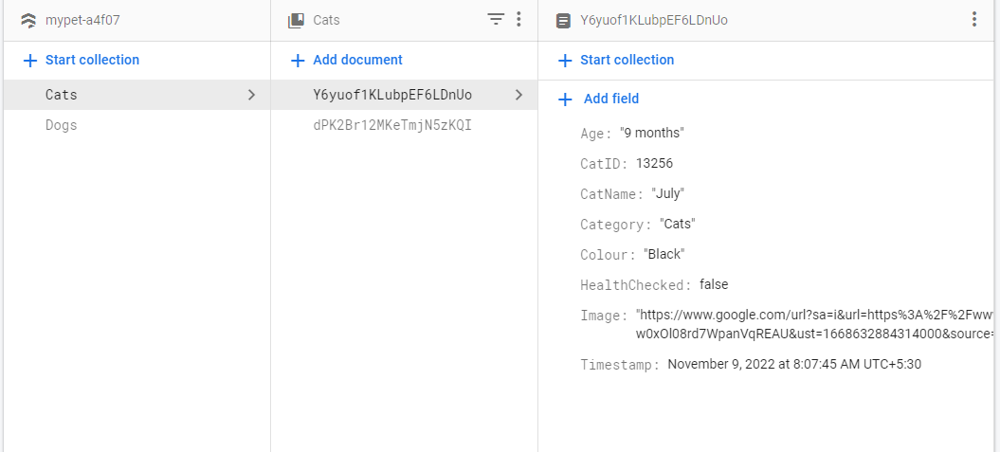 mypet-a4f07
Cats
Y6yuof1KLubpEF6LDnUo
Start collection
Add document
Start collection
Cats
Dogs
Y6yuof1KLubpEF6LDnUo
dPK2Br12MKeTmjN5zKQI
Add field
Age: "9 months"
CatID: 13256
CatName: "July"
Category: "Cats"
Colour: "Black"
HealthChecked: false
Image: "https://www.google.com/url?sa=i&url=https%3A%2F%2Fww
w0xOl08rd7WpanVqREAU&ust=1668632884314000&source=
Timestamp: November 9, 2022 at 8:07:45 AM UTC+5:30